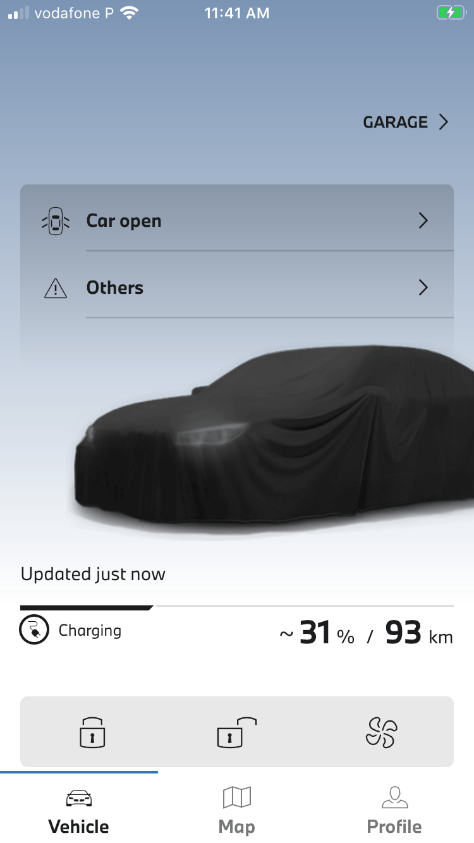 vodafone P 11:41 AM
GARAGE
Car open
Others
Updated just now
Charging ~ 31 % / 93 km
Vehicle Map Profile